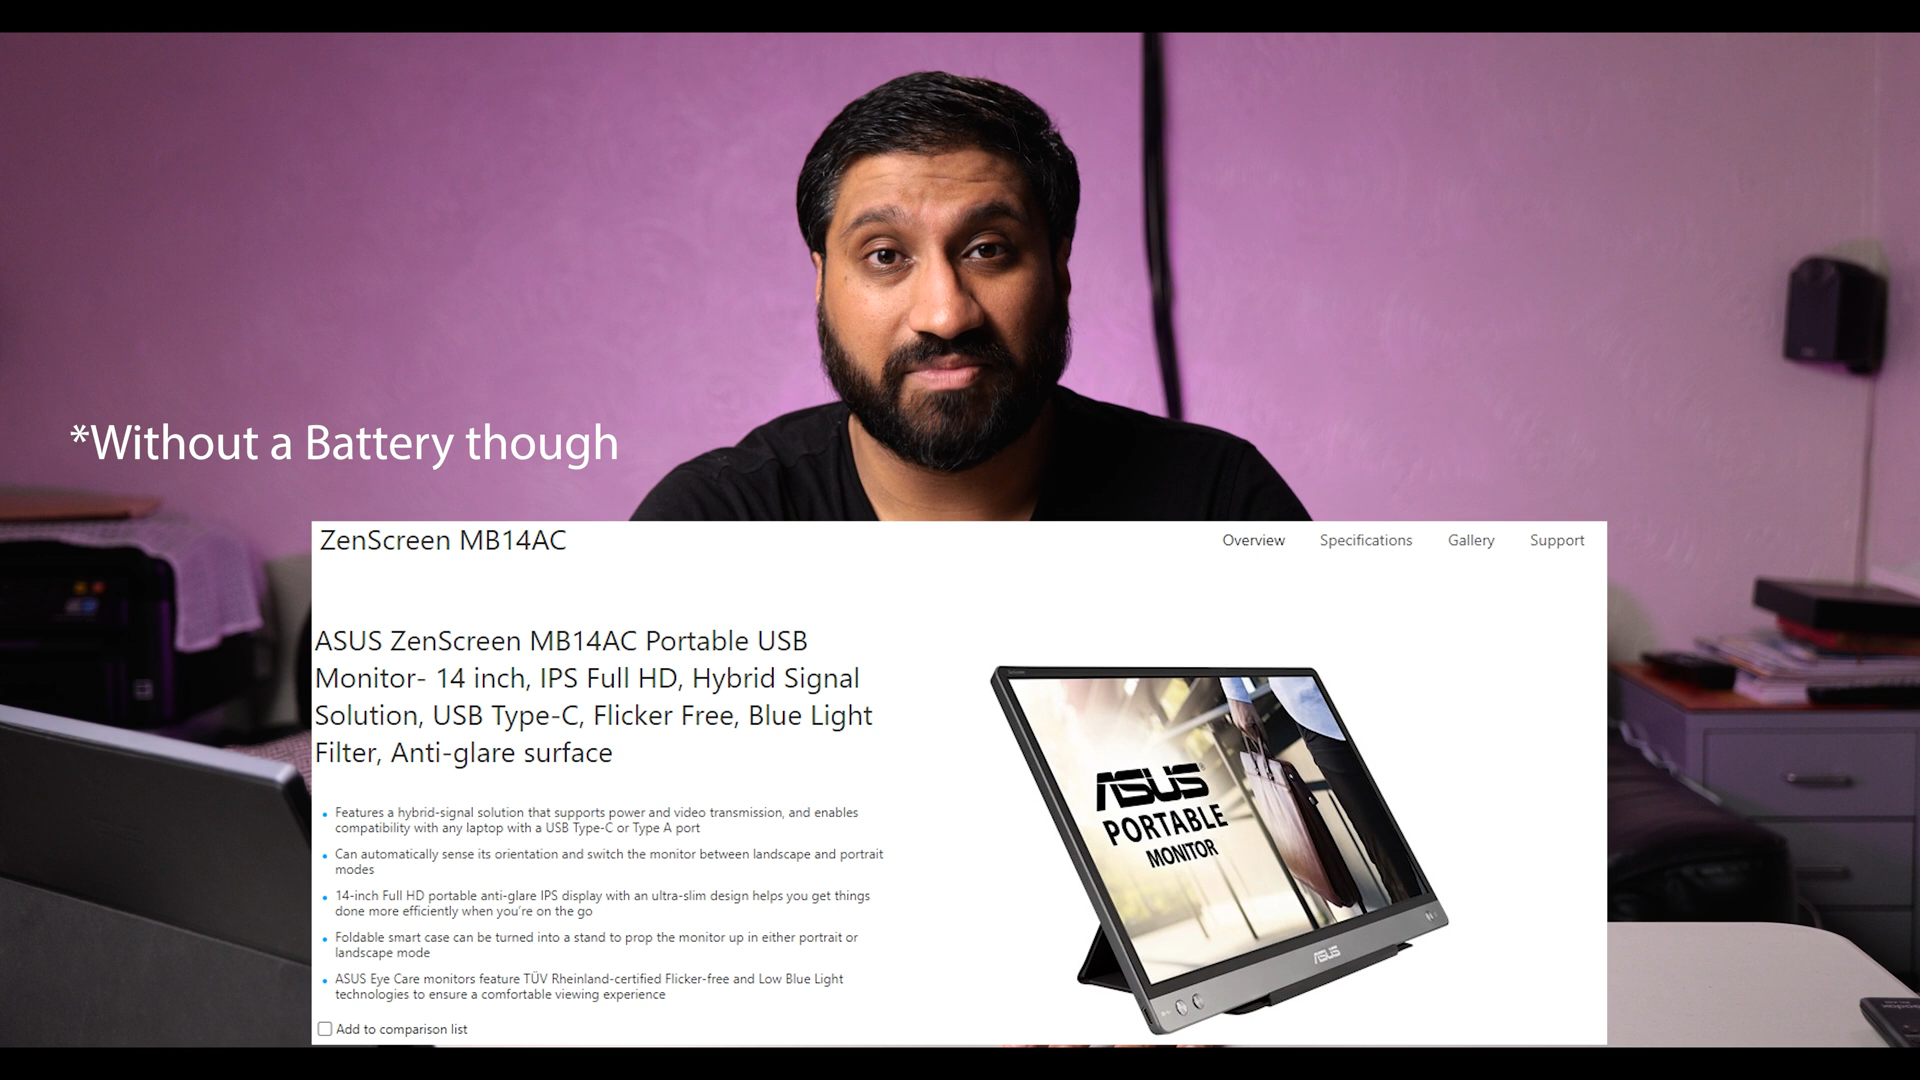 *Without a Battery though
ZenScreen MB14AC
Overview
Specifications
Gallery
Support
ASUS ZenScreen MB14AC Portable USB
Monitor- 14 inch, IPS Full HD, Hybrid Signal
Solution, USB Type-C, Flicker Free, Blue Light
Filter, Anti-glare surface
Features a hybrid-signal solution that supports power and video transmission, and enables
compatibility with any laptop with a USB Type-C or Type A port
Can automatically sense its orientation and switch the monitor between landscape and portrait
modes
14-inch Full HD portable anti-glare IPS display with an ultra-slim design helps you get things
done more efficiently when you're on the go
Foldable smart case can be turned into a stand to prop the monitor up in either portrait or
landscape mode
ASUS Eye Care monitors feature TÜV Rheinland-certified Flicker-free and Low Blue Light
technologies to ensure a comfortable viewing experience
Add to comparison list
ASUS
PORTABLE
MONITOR
ASUS